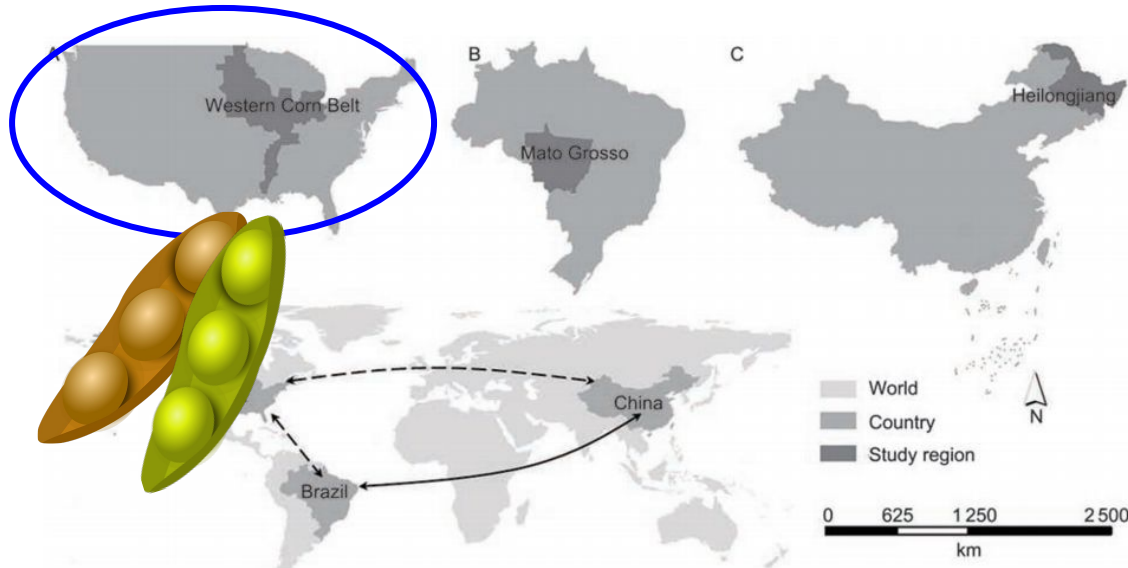 A
Western Corn Belt
B
Mato Grosso
C
Heilongjiang
China
Brazil
World
Country
Study region
N
0 625 1 250 2 500
km